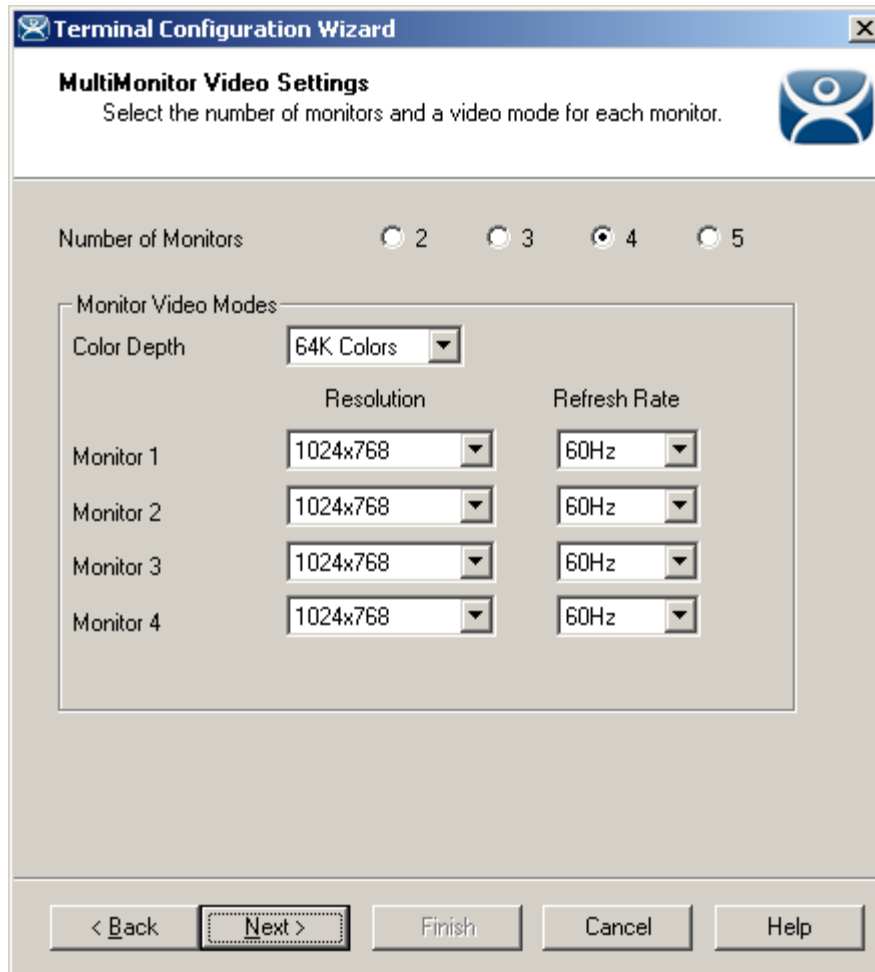 Terminal Configuration Wizard
MultiMonitor Video Settings
Select the number of monitors and a video mode for each monitor.
Number of Monitors 2 3 4 5
Monitor Video Modes
Color Depth 64K Colors
Resolution Refresh Rate
Monitor 1 1024x768 60Hz
Monitor 2 1024x768 60Hz
Monitor 3 1024x768 60Hz
Monitor 4 1024x768 60Hz
< Back Next > Finish Cancel Help